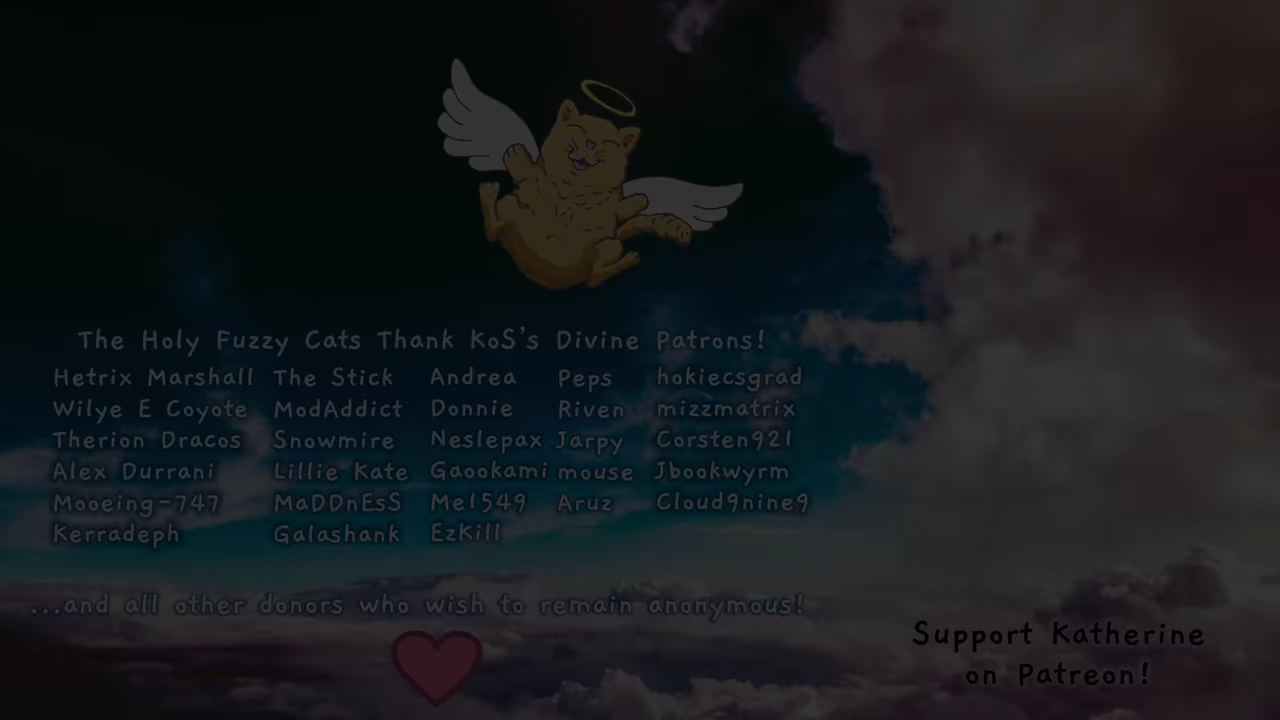 The Holy Fuzzy Cats Thank KoS's Divine Patrons!
Hetrix Marshall The Stick Andrea Peps hokiecsgrad
Wilye E Coyote ModAddict Donnie Riven mizzmatrix
Therion Dracos Snowmire Neslepax Jarpy Corsten921
Alex Durrani Lillie Kate Gaookami mouse Jbookwyrm
Mooeing-747 MaDDnEsS Mel549 Aruz Cloud9nine9
Kerradeph Galashank EzKill
...and all other donors who wish to remain anonymous!
Support Katherine
on Patreon!